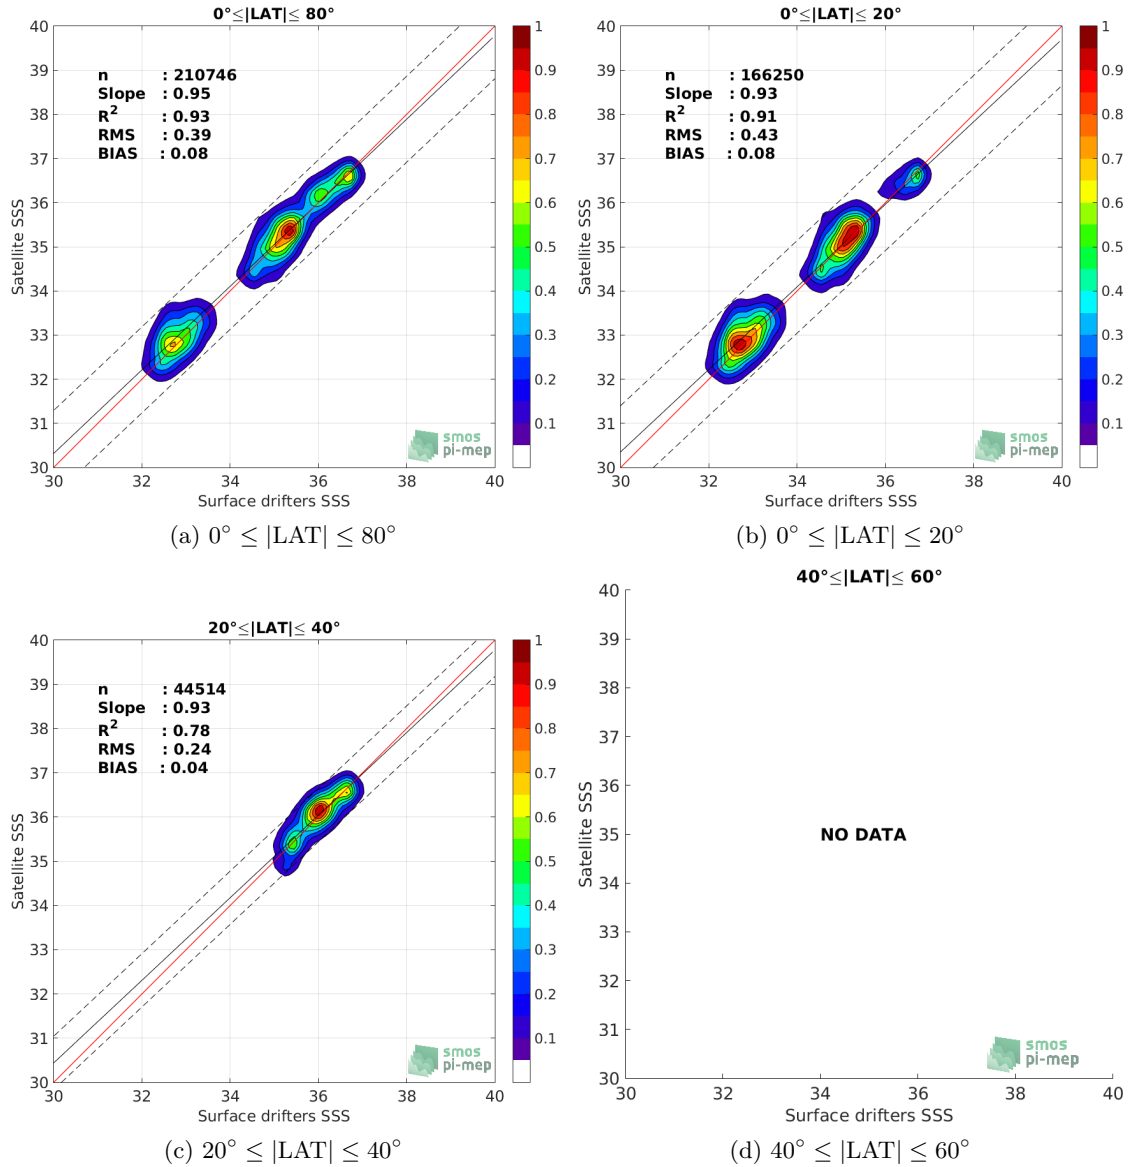 0°≤|LAT|≤ 80°
40
39
38
37
36
35
34
33
32
31
30
Satellite SSS
n : 210746
Slope : 0.95
R2 : 0.93
RMS : 0.39
BIAS : 0.08
smos
pi-mep
30 32 34 36 38 40
Surface drifters SSS
1
0.9
0.8
0.7
0.6
0.5
0.4
0.3
0.2
0.1
(a) 0° ≤ |LAT| ≤ 80°
0°≤|LAT|≤ 20°
40
39
38
37
36
35
34
33
32
31
30
Satellite SSS
n : 166250
Slope : 0.93
R2 : 0.91
RMS : 0.43
BIAS : 0.08
smos
pi-mep
30 32 34 36 38 40
Surface drifters SSS
1
0.9
0.8
0.7
0.6
0.5
0.4
0.3
0.2
0.1
(b) 0° ≤ |LAT| ≤ 20°
20°≤|LAT|≤ 40°
40
39
38
37
36
35
34
33
32
31
30
Satellite SSS
n : 44514
Slope : 0.93
R2 : 0.78
RMS : 0.24
BIAS : 0.04
smos
pi-mep
30 32 34 36 38 40
Surface drifters SSS
1
0.9
0.8
0.7
0.6
0.5
0.4
0.3
0.2
0.1
(c) 20° ≤ |LAT| ≤ 40°
40°≤|LAT|≤ 60°
40
39
38
37
36
35
34
33
32
31
30
Satellite SSS
NO DATA
smos
pi-mep
30 32 34 36 38 40
Surface drifters SSS
(d) 40° ≤ |LAT| ≤ 60°